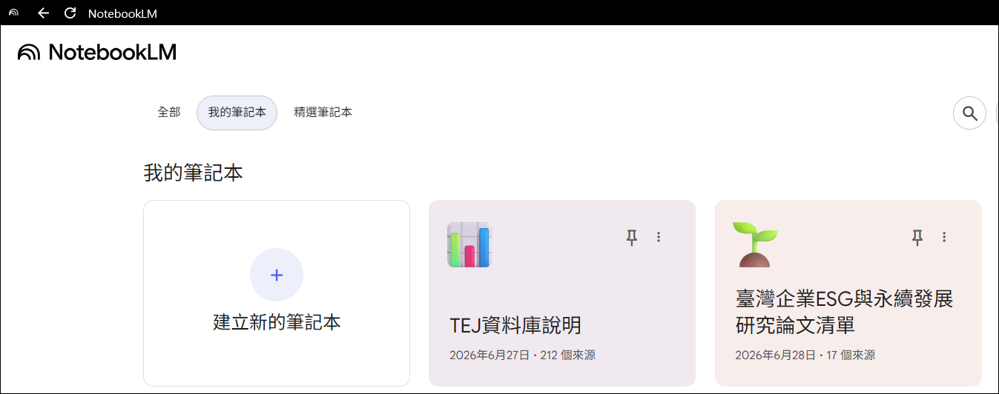 NotebookLM
NotebookLM
全部
我的筆記本
精選筆記本
我的筆記本
建立新的筆記本
TEJ資料庫說明
2026年6月27日・212 個來源
臺灣企業ESG與永續發展
研究論文清單
2026年6月28日・17 個來源